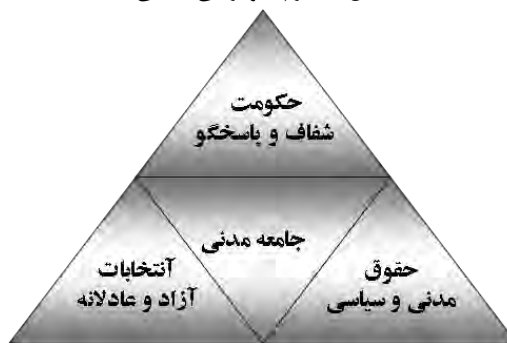 حکومت
شفاف و پاسخگو
جامعه مدنی
حقوق
مدنی و سیاسی
آنتخابات
آزاد و عادلانه